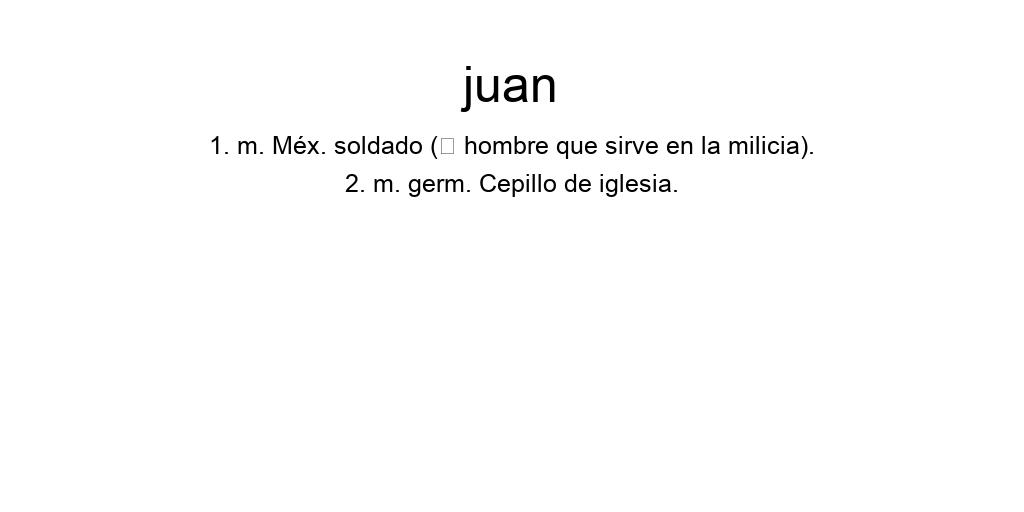 juan
1. m. Méx. soldado (▯ hombre que sirve en la milicia).
2. m. germ. Cepillo de iglesia.